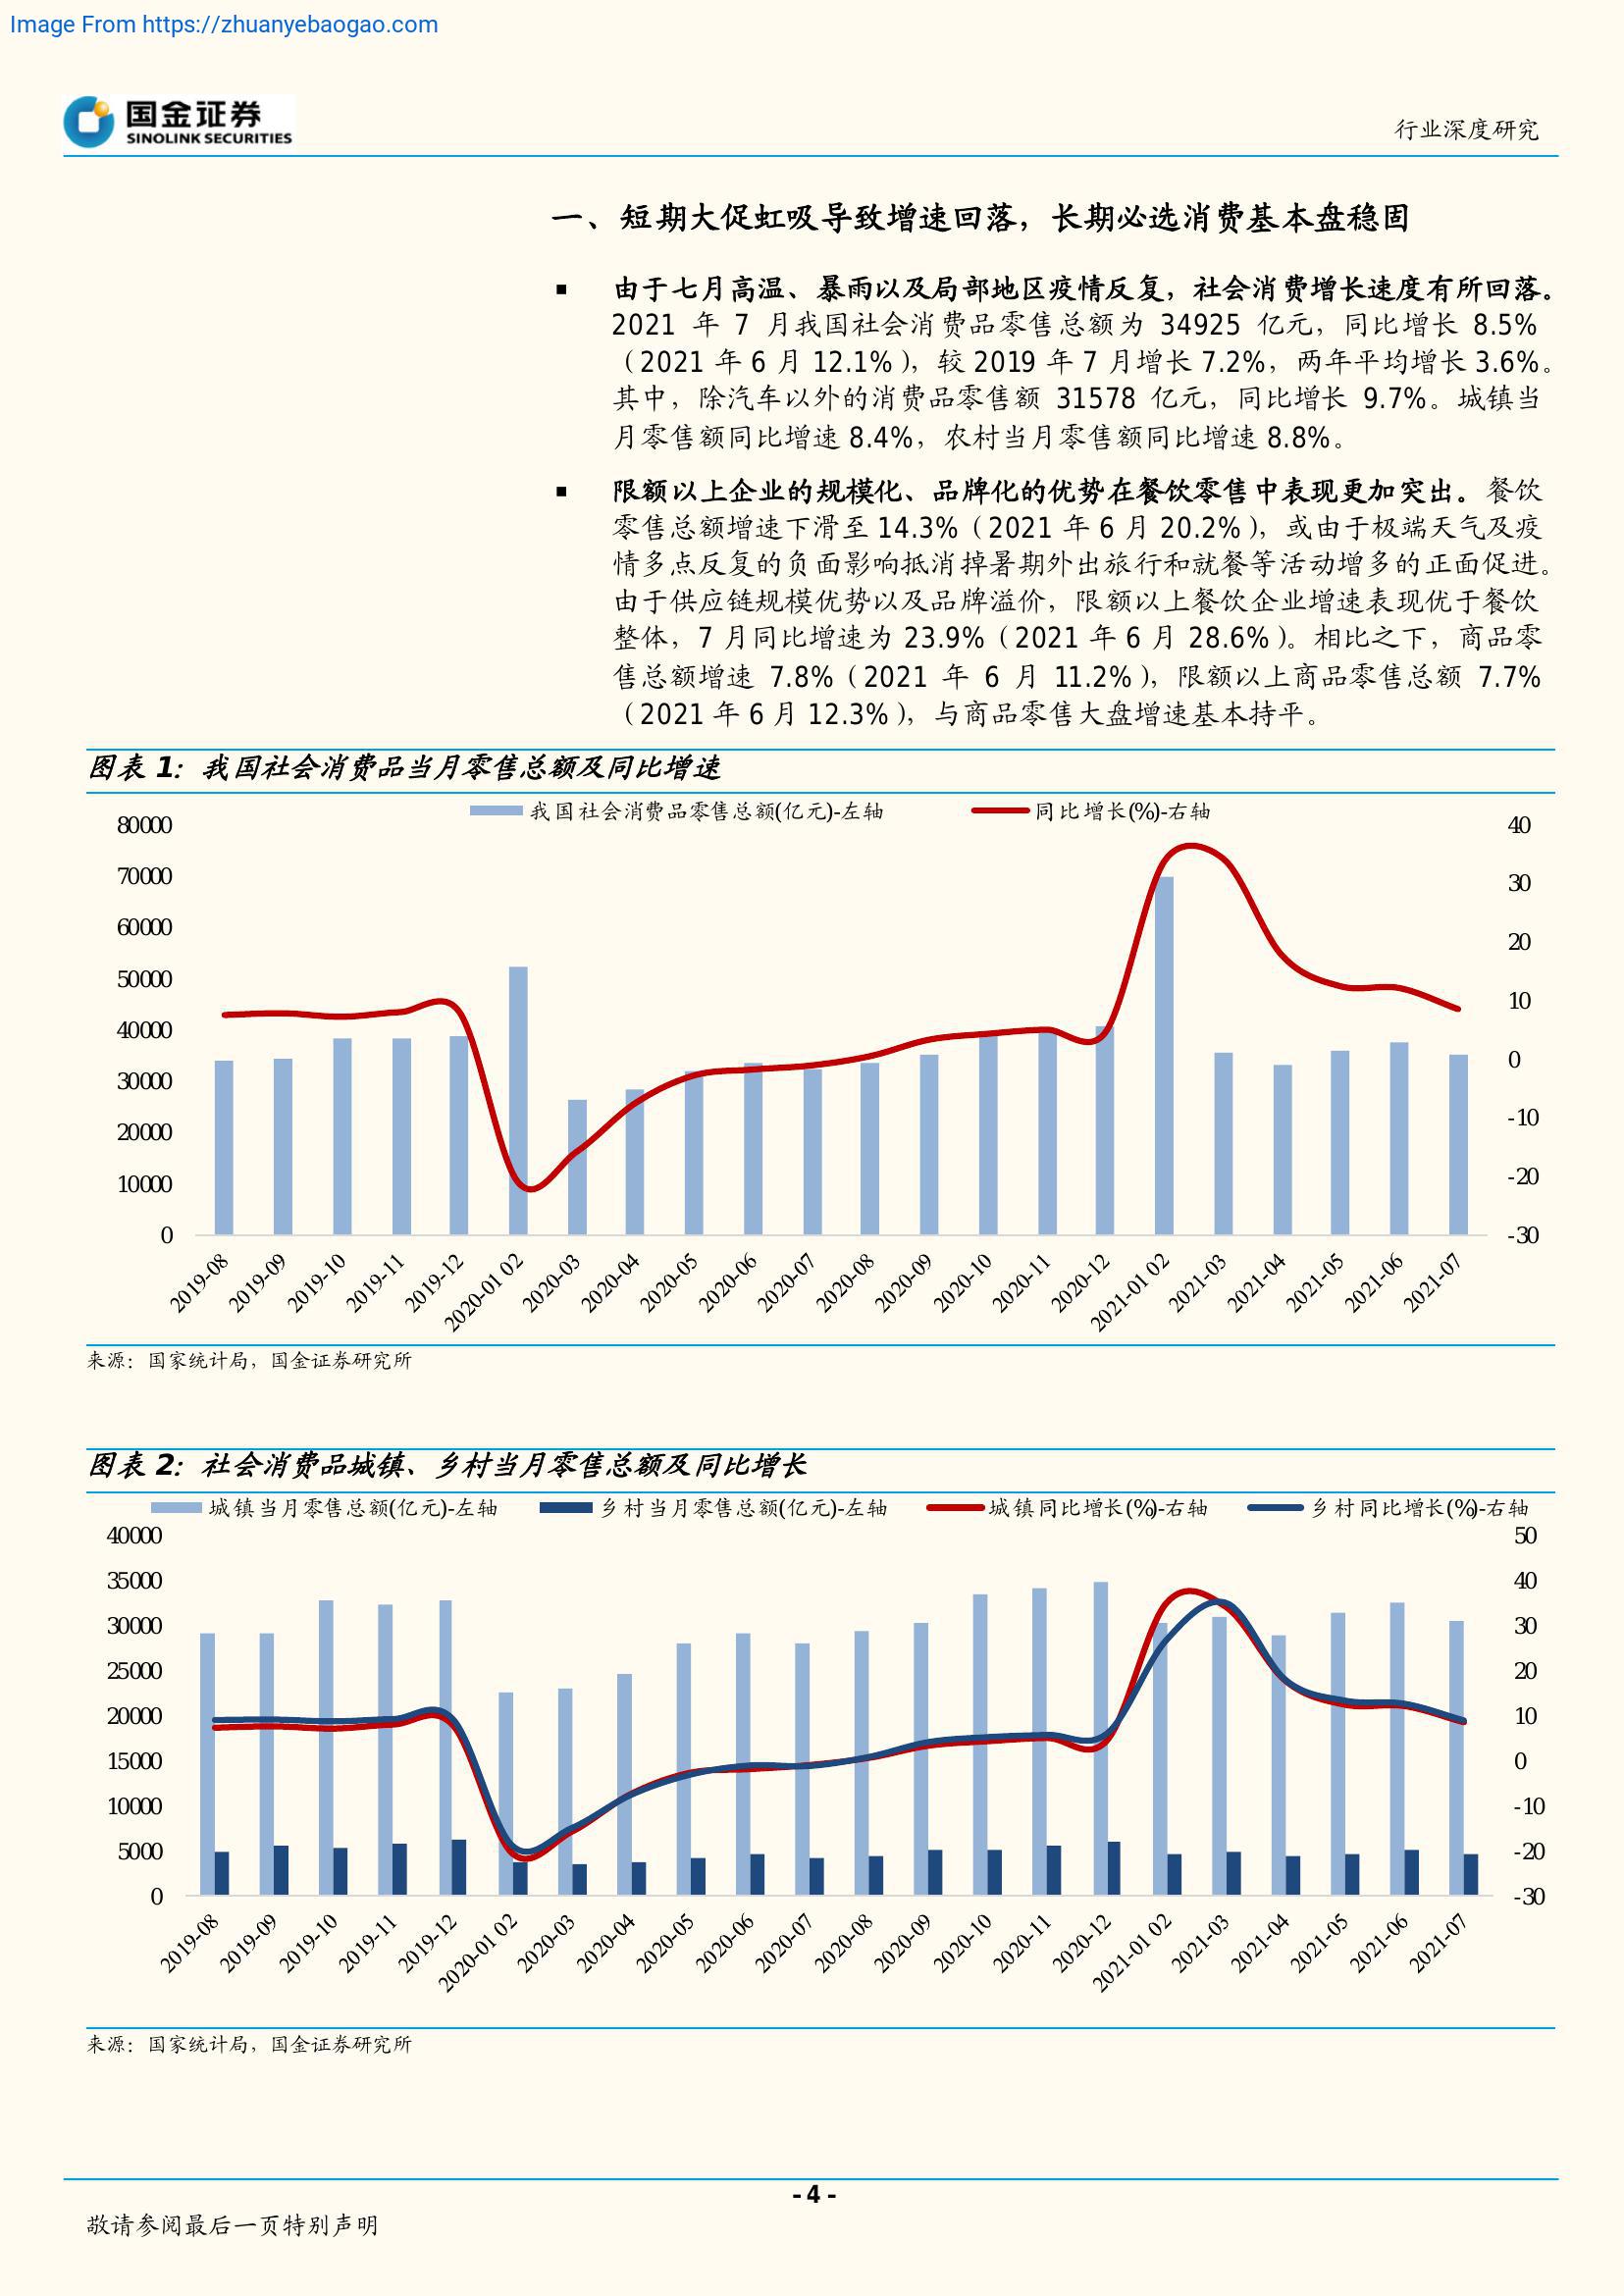 Image From https://zhuanyebaogao.com
国金证券
SINOLINK SECURITIES
行业深度研究
一、短期大促虹吸导致增速回落，长期必选消费基本盘稳固
■ 由于七月高温、暴雨以及局部地区疫情反复，社会消费增长速度有所回落。
2021 年 7 月我国社会消费品零售总额为 34925 亿元，同比增长 8.5%
（2021 年 6 月 12.1%），较 2019 年 7 月增长 7.2%，两年平均增长 3.6%。
其中，除汽车以外的消费品零售额 31578 亿元，同比增长 9.7%。城镇当
月零售额同比增速 8.4%，农村当月零售额同比增速 8.8%。
■ 限额以上企业的规模化、品牌化的优势在餐饮零售中表现更加突出。餐饮
零售总额增速下滑至 14.3%（2021 年 6 月 20.2%），或由于极端天气及疫
情多点反复的负面影响抵消掉暑期外出旅行和就餐等活动增多的正面促进。
由于供应链规模优势以及品牌溢价，限额以上餐饮企业增速表现优于餐饮
整体，7 月同比增速为 23.9%（2021 年 6 月 28.6%）。相比之下，商品零
售总额增速 7.8%（2021 年 6 月 11.2%），限额以上商品零售总额 7.7%
（2021 年 6 月 12.3%），与商品零售大盘增速基本持平。
图表 1：我国社会消费品当月零售总额及同比增速
我国社会消费品零售总额(亿元)-左轴 同比增长(%)-右轴
80000 40
70000 30
60000 20
50000 10
40000 0
30000 -10
20000 -20
10000 -30
0
2019-08 2019-09 2019-10 2019-11 2019-12 2020-01 02 2020-03 2020-04 2020-05 2020-06 2020-07 2020-08 2020-09 2020-10 2020-11 2020-12 2021-01 02 2021-03 2021-04 2021-05 2021-06 2021-07
来源：国家统计局，国金证券研究所
图表 2：社会消费品城镇、乡村当月零售总额及同比增长
城镇当月零售总额(亿元)-左轴 乡村当月零售总额(亿元)-左轴 城镇同比增长(%)-右轴 乡村同比增长(%)-右轴
40000 50
35000 40
30000 30
25000 20
20000 10
15000 0
10000 -10
5000 -20
0 -30
2019-08 2019-09 2019-10 2019-11 2019-12 2020-01 02 2020-03 2020-04 2020-05 2020-06 2020-07 2020-08 2020-09 2020-10 2020-11 2020-12 2021-01 02 2021-03 2021-04 2021-05 2021-06 2021-07
来源：国家统计局，国金证券研究所
- 4 -
敬请参阅最后一页特别声明